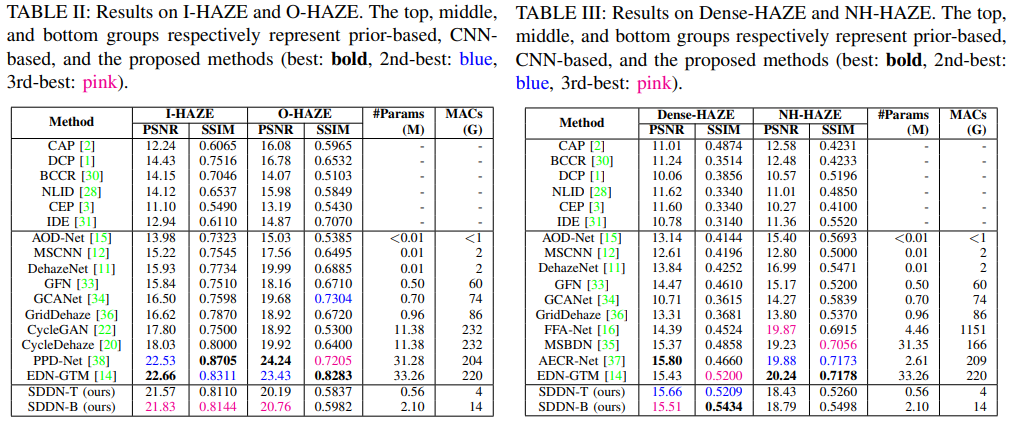 TABLE II: Results on I-HAZE and O-HAZE. The top, middle,
and bottom groups respectively represent prior-based, CNN-
based, and the proposed methods (best: bold, 2nd-best: blue,
3rd-best: pink).
Method I-HAZE O-HAZE #Params MACs
PSNR SSIM PSNR SSIM (M) (G)
CAP [2] 12.24 0.6065 16.08 0.5965 - -
DCP [1] 14.43 0.7516 16.78 0.6532 - -
BCCR [30] 14.15 0.7046 14.07 0.5103 - -
NLID [28] 14.12 0.6537 15.98 0.5849 - -
CEP [3] 11.10 0.5490 13.19 0.5430 - -
IDE [31] 12.94 0.6110 14.87 0.7070 - -
AOD-Net [15] 13.98 0.7323 15.03 0.5385 <0.01 <1
MSCNN [12] 15.22 0.7545 17.56 0.6495 0.01 2
DehazeNet [11] 15.93 0.7734 19.99 0.6885 0.01 2
GFN [33] 15.84 0.7510 18.16 0.6710 0.50 60
GCANet [34] 16.50 0.7598 19.68 0.7304 0.70 74
GridDehaze [36] 16.62 0.7870 18.92 0.6720 0.96 86
CycleGAN [22] 17.80 0.7500 18.92 0.5300 11.38 232
CycleDehaze [20] 18.03 0.8000 19.92 0.6400 11.38 232
PPD-Net [38] 22.53 0.8705 24.24 0.7205 31.28 204
EDN-GTM [14] 22.66 0.8311 23.43 0.8283 33.26 220
SDDN-T (ours) 21.57 0.8110 20.19 0.5837 0.56 4
SDDN-B (ours) 21.83 0.8144 20.76 0.5982 2.10 14
TABLE III: Results on Dense-HAZE and NH-HAZE. The top,
middle, and bottom groups respectively represent prior-based,
CNN-based, and the proposed methods (best: bold, 2nd-best:
blue, 3rd-best: pink).
Method Dense-HAZE NH-HAZE #Params MACs
PSNR SSIM PSNR SSIM (M) (G)
CAP [2] 11.01 0.4874 12.58 0.4231 - -
BCCR [30] 11.24 0.3514 12.48 0.4233 - -
DCP [1] 10.06 0.3856 10.57 0.5196 - -
NLID [28] 11.62 0.3340 11.01 0.4850 - -
CEP [3] 11.60 0.3340 10.27 0.4100 - -
IDE [31] 10.78 0.3140 11.36 0.5520 - -
AOD-Net [15] 13.14 0.4144 15.40 0.5693 <0.01 <1
MSCNN [12] 12.61 0.4196 12.80 0.5000 0.01 2
DehazeNet [11] 13.84 0.4252 16.99 0.5471 0.01 2
GFN [33] 14.47 0.4610 15.17 0.5200 0.50 60
GCANet [34] 10.71 0.3615 14.27 0.5839 0.70 74
GridDehaze [36] 13.31 0.3681 13.80 0.5370 0.96 86
FFA-Net [16] 14.39 0.4524 19.87 0.6915 4.46 1151
MSBDN [35] 15.37 0.4858 19.23 0.7056 31.35 166
AECR-Net [37] 15.80 0.4660 19.88 0.7173 2.61 209
EDN-GTM [14] 15.43 0.5200 20.24 0.7178 33.26 220
SDDN-T (ours) 15.66 0.5209 18.43 0.5260 0.56 4
SDDN-B (ours) 15.51 0.5434 18.79 0.5498 2.10 14